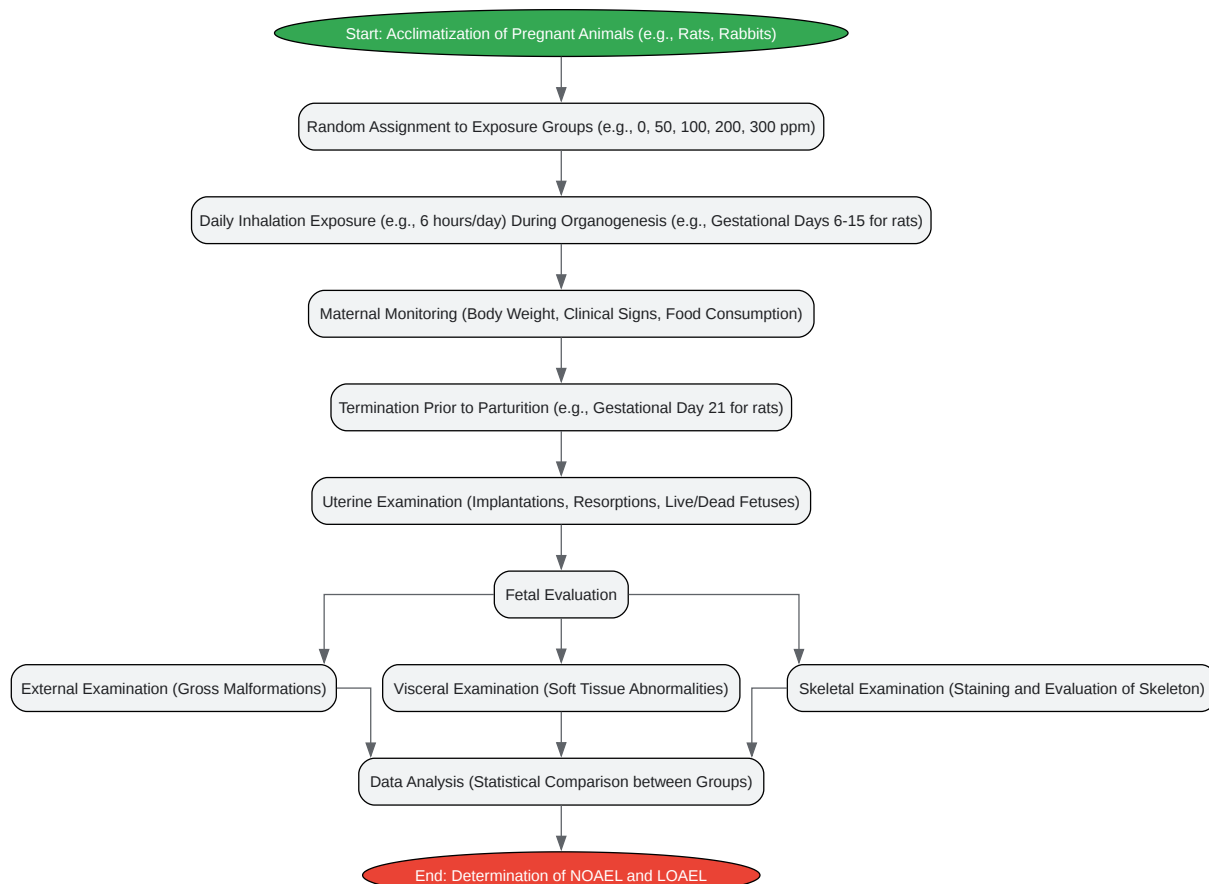 Start: Acclimatization of Pregnant Animals (e.g., Rats, Rabbits)
Random Assignment to Exposure Groups (e.g., 0, 50, 100, 200, 300 ppm)
Daily Inhalation Exposure (e.g., 6 hours/day) During Organogenesis (e.g., Gestational Days 6-15 for rats)
Maternal Monitoring (Body Weight, Clinical Signs, Food Consumption)
Termination Prior to Parturition (e.g., Gestational Day 21 for rats)
Uterine Examination (Implantations, Resorptions, Live/Dead Fetuses)
Fetal Evaluation
External Examination (Gross Malformations)
Visceral Examination (Soft Tissue Abnormalities)
Skeletal Examination (Staining and Evaluation of Skeleton)
Data Analysis (Statistical Comparison between Groups)
End: Determination of NOAEL and LOAEL